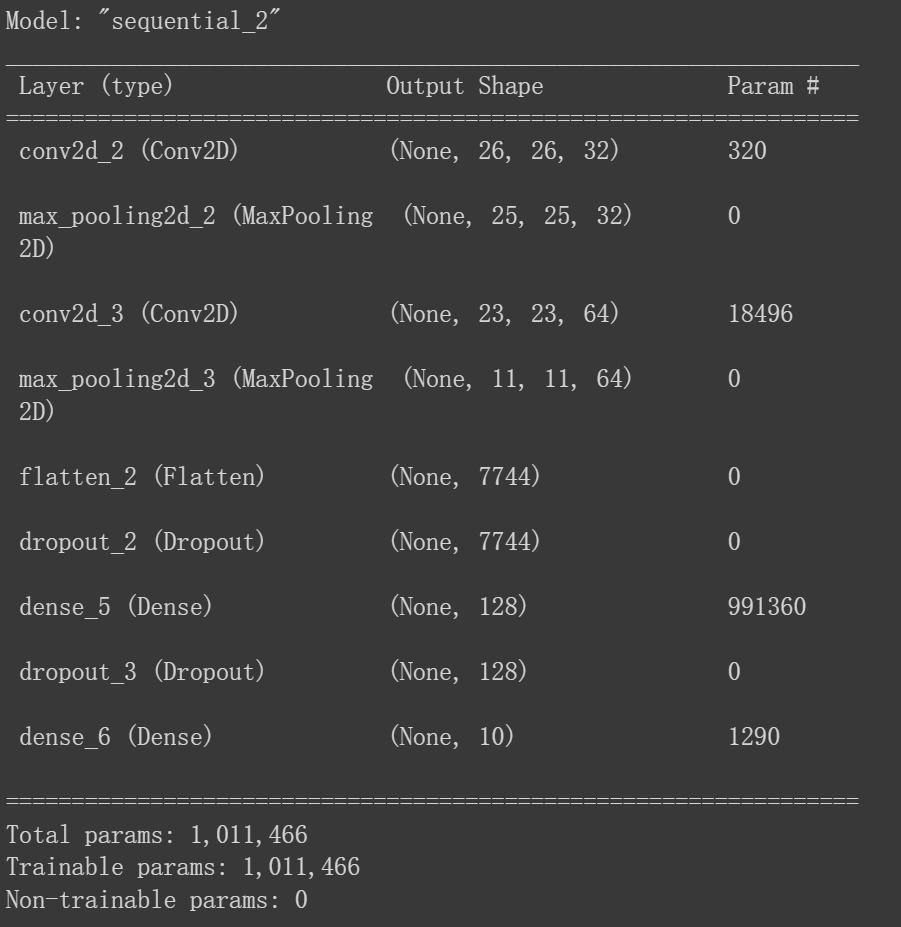 Model: "sequential_2"
_________________________________________________________________
Layer (type) Output Shape Param #
=================================================================
conv2d_2 (Conv2D) (None, 26, 26, 32) 320
max_pooling2d_2 (MaxPooling (None, 25, 25, 32) 0
2D)
conv2d_3 (Conv2D) (None, 23, 23, 64) 18496
max_pooling2d_3 (MaxPooling (None, 11, 11, 64) 0
2D)
flatten_2 (Flatten) (None, 7744) 0
dropout_2 (Dropout) (None, 7744) 0
dense_5 (Dense) (None, 128) 991360
dropout_3 (Dropout) (None, 128) 0
dense_6 (Dense) (None, 10) 1290
=================================================================
Total params: 1,011,466
Trainable params: 1,011,466
Non-trainable params: 0